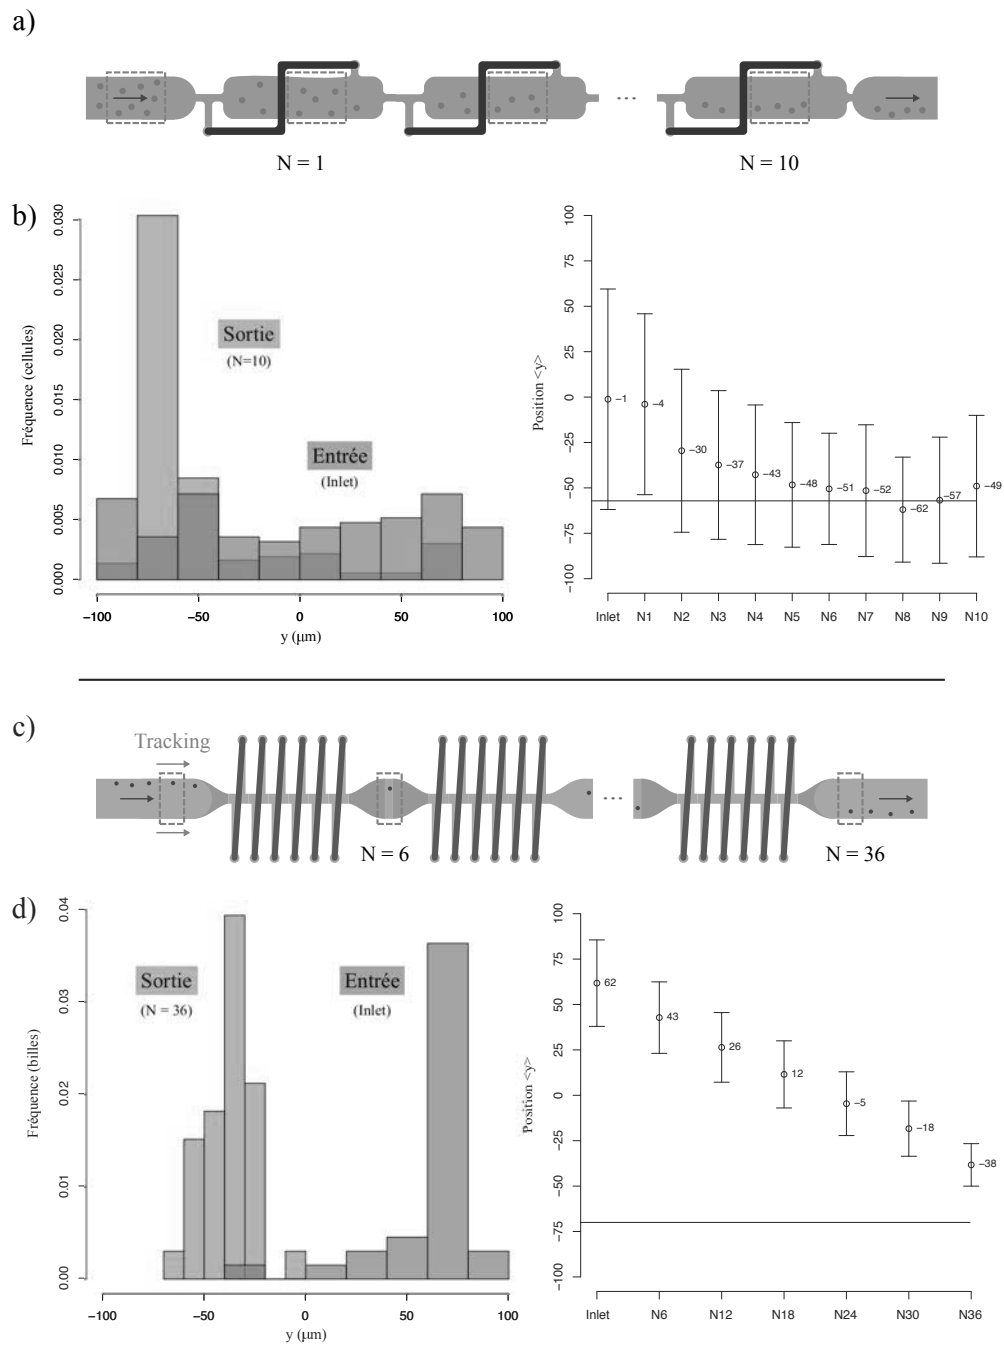 a)
N = 1
N = 10
b)
Fréquence (cellules)
0.030
0.025
0.020
0.015
0.010
0.005
0.000
Sortie
(N=10)
Entrée
(Inlet)
−100
−50
0
50
100
y (μm)
Position <y>
100
75
50
25
0
−25
−50
−75
−100
−1
−4
−30
−37
−43
−48
−51
−52
−62
−57
−49
Inlet
N1
N2
N3
N4
N5
N6
N7
N8
N9
N10
c)
Tracking
N = 6
N = 36
d)
Fréquence (billes)
0.04
0.03
0.02
0.01
0.00
Sortie
(N = 36)
Entrée
(Inlet)
−100
−50
0
50
100
y (μm)
Position <y>
100
75
50
25
0
−25
−50
−75
−100
62
43
26
12
−5
−18
−38
Inlet
N6
N12
N18
N24
N30
N36